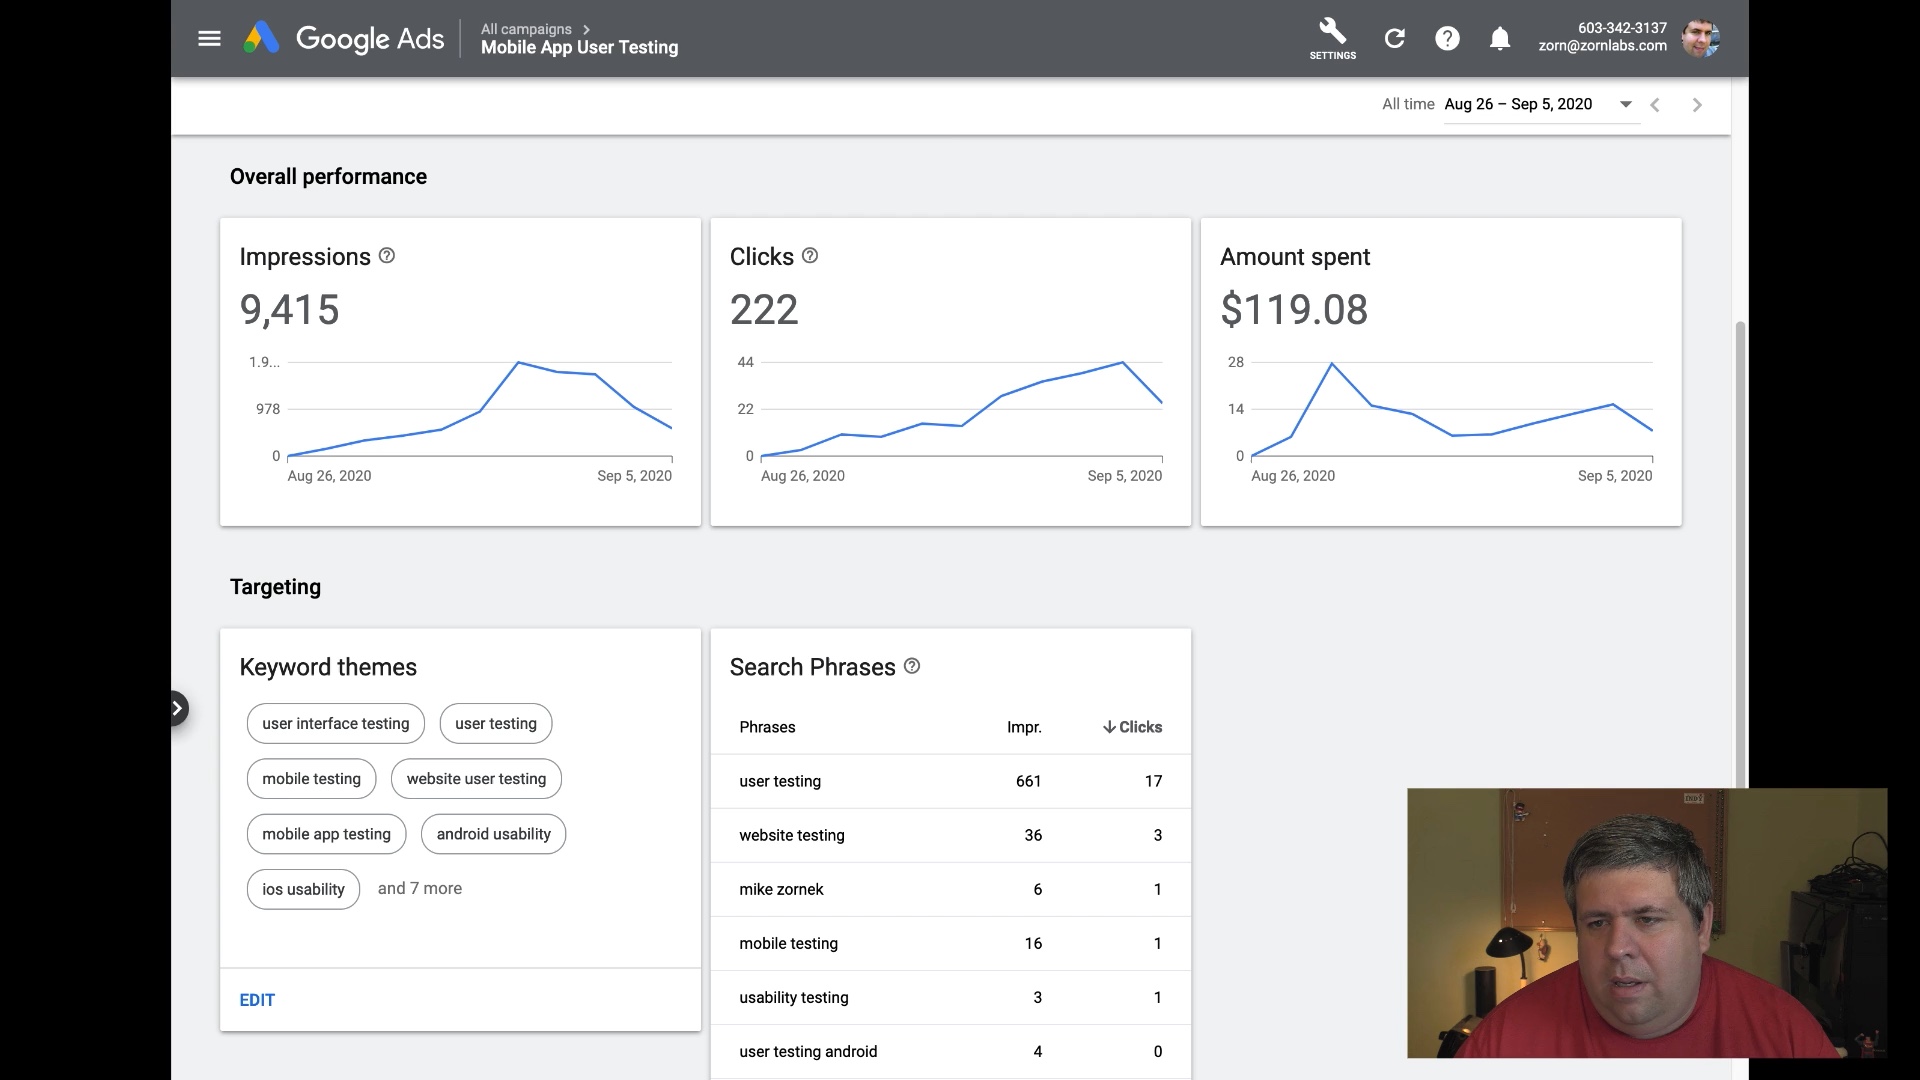 Google Ads
All campaigns
Mobile App User Testing
SETTINGS
603-342-3137
zorn@zornlabs.com
All time Aug 26 – Sep 5, 2020
Overall performance
Impressions
9,415
1.9...
978
0
Aug 26, 2020 Sep 5, 2020
Clicks
222
44
22
0
Aug 26, 2020 Sep 5, 2020
Amount spent
$119.08
28
14
0
Aug 26, 2020 Sep 5, 2020
Targeting
Keyword themes
user interface testing user testing
mobile testing website user testing
mobile app testing android usability
ios usability and 7 more
EDIT
Search Phrases
Phrases Impr. Clicks
user testing 661 17
website testing 36 3
mike zornek 6 1
mobile testing 16 1
usability testing 3 1
user testing android 4 0